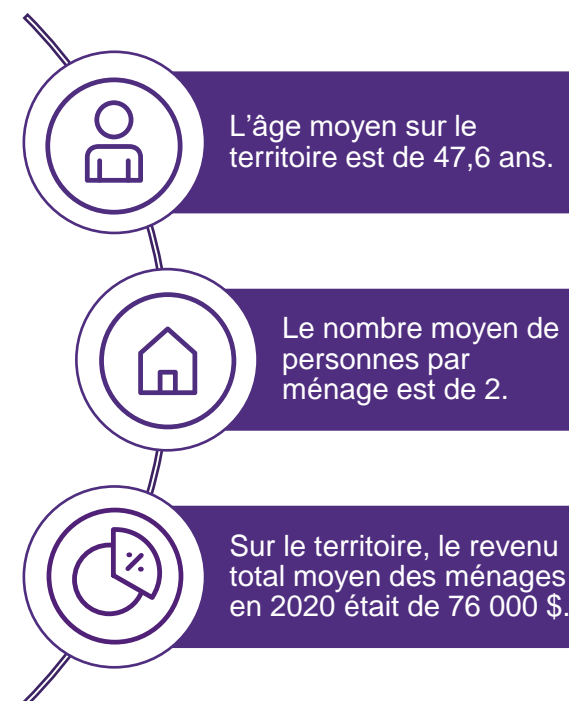 L'âge moyen sur le
territoire est de 47,6 ans.
Le nombre moyen de
personnes par
ménage est de 2.
%
Sur le territoire, le revenu
total moyen des ménages
en 2020 était de 76 000 $.